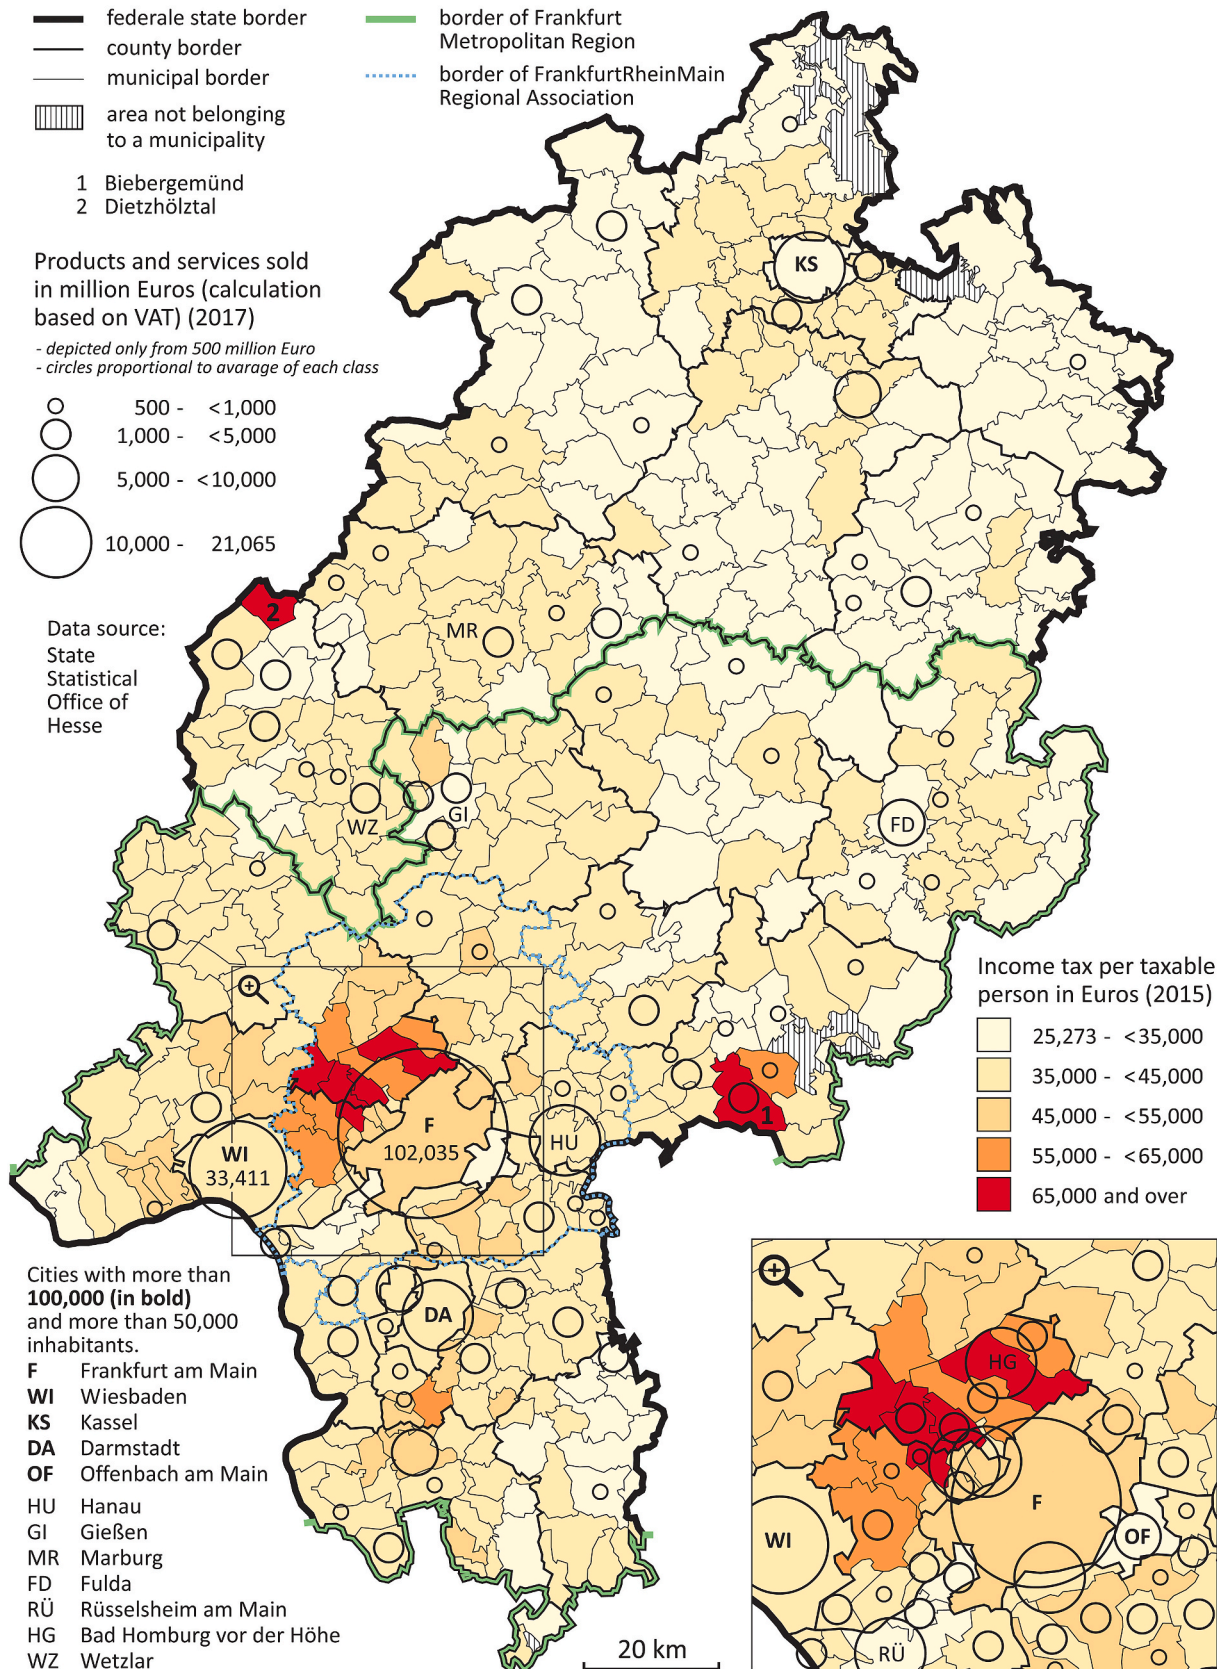 federale state border
county border
municipal border
area not belonging
to a municipality
border of Frankfurt
Metropolitan Region
border of FrankfurtRheinMain
Regional Association
1 Biebergemünd
2 Dietzhölztal
Products and services sold
in million Euros (calculation
based on VAT) (2017)
- depicted only from 500 million Euro
- circles proportional to avarage of each class
500 - <1,000
1,000 - <5,000
5,000 - <10,000
10,000 - 21,065
Data source:
State
Statistical
Office of
Hesse
KS
2
MR
WZ
GI
FD
F
102,035
HU
WI
33,411
1
DA
Income tax per taxable
person in Euros (2015)
25,273 - <35,000
35,000 - <45,000
45,000 - <55,000
55,000 - <65,000
65,000 and over
Cities with more than
100,000 (in bold)
and more than 50,000
inhabitants.
F Frankfurt am Main
WI Wiesbaden
KS Kassel
DA Darmstadt
OF Offenbach am Main
HU Hanau
GI Gießen
MR Marburg
FD Fulda
RÜ Rüsselsheim am Main
HG Bad Homburg vor der Höhe
WZ Wetzlar
20 km
HG
F
WI
OF
RÜ